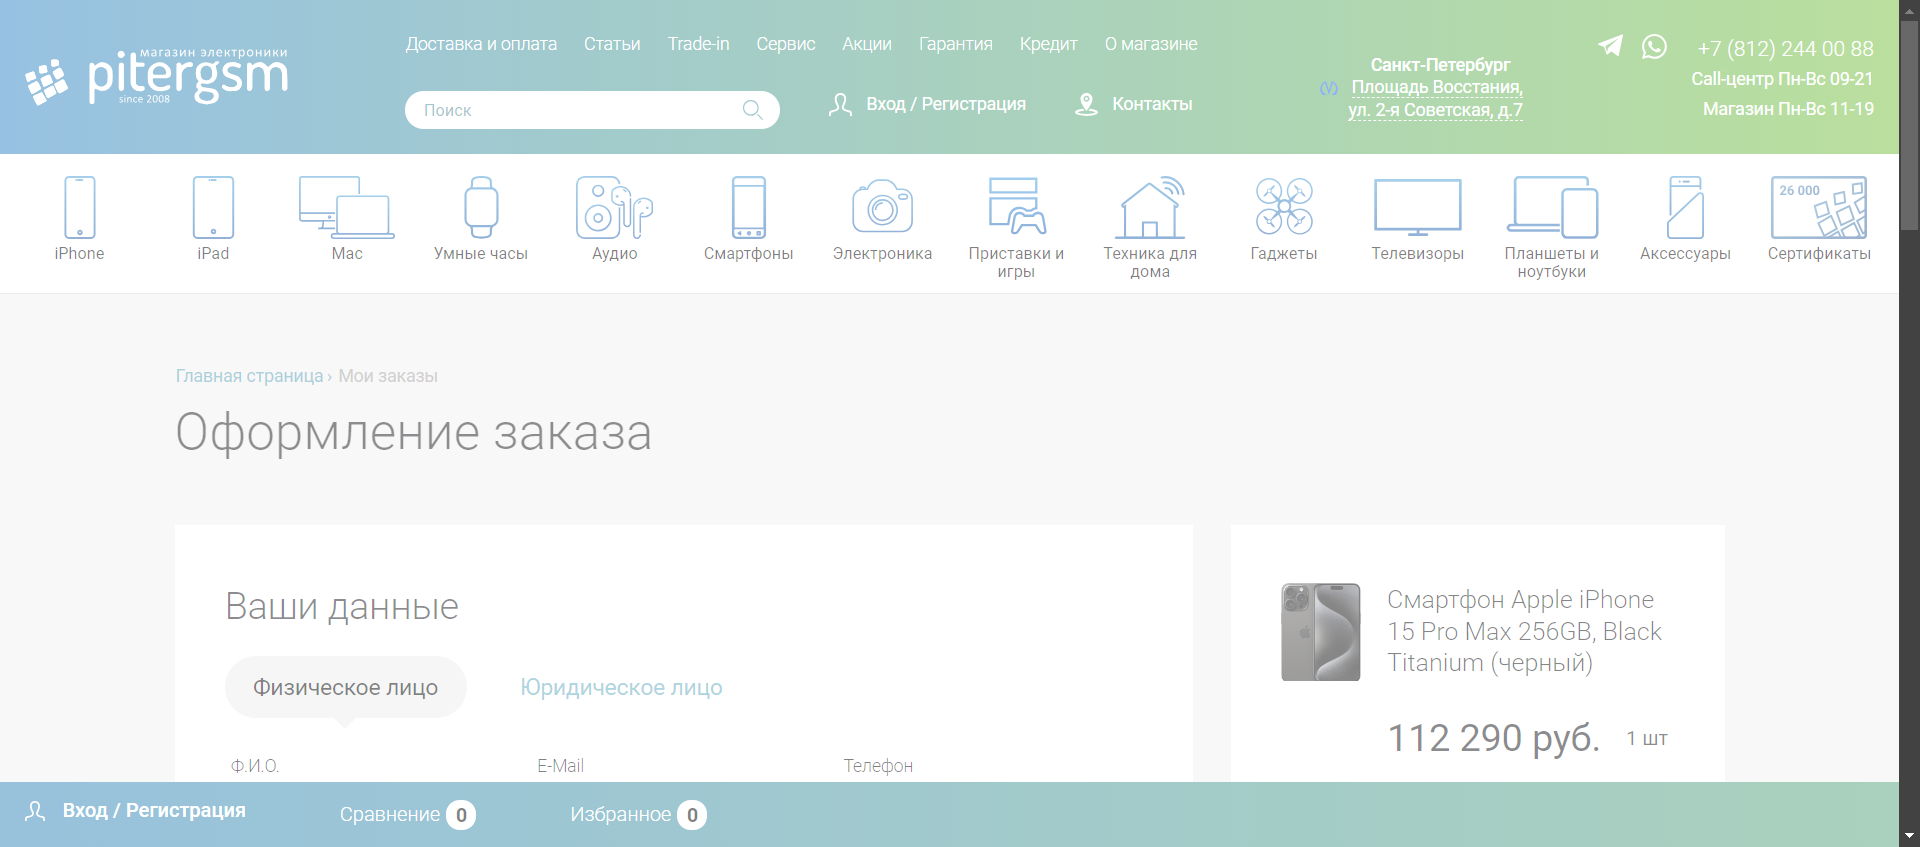 магазин электроники
pitergsm
since 2008
Доставка и оплата Статьи Trade-in Сервис Акции Гарантия Кредит О магазине
Поиск
Вход / Регистрация
Контакты
Санкт-Петербург
Площадь Восстания,
ул. 2-я Советская, д.7
+7 (812) 244 00 88
Call-центр Пн-Вс 09-21
Магазин Пн-Вс 11-19
iPhone
iPad
Mac
Умные часы
Аудио
Смартфоны
Электроника
Приставки и
игры
Техника для
дома
Гаджеты
Телевизоры
Планшеты и
ноутбуки
Аксессуары
26 000
Сертификаты
Главная страница › Мои заказы
Оформление заказа
Ваши данные
Физическое лицо
Юридическое лицо
Ф.И.О.
E-Mail
Телефон
Смартфон Apple iPhone
15 Pro Max 256GB, Black
Titanium (черный)
112 290 руб. 1 шт
Вход / Регистрация
Сравнение 0
Избранное 0